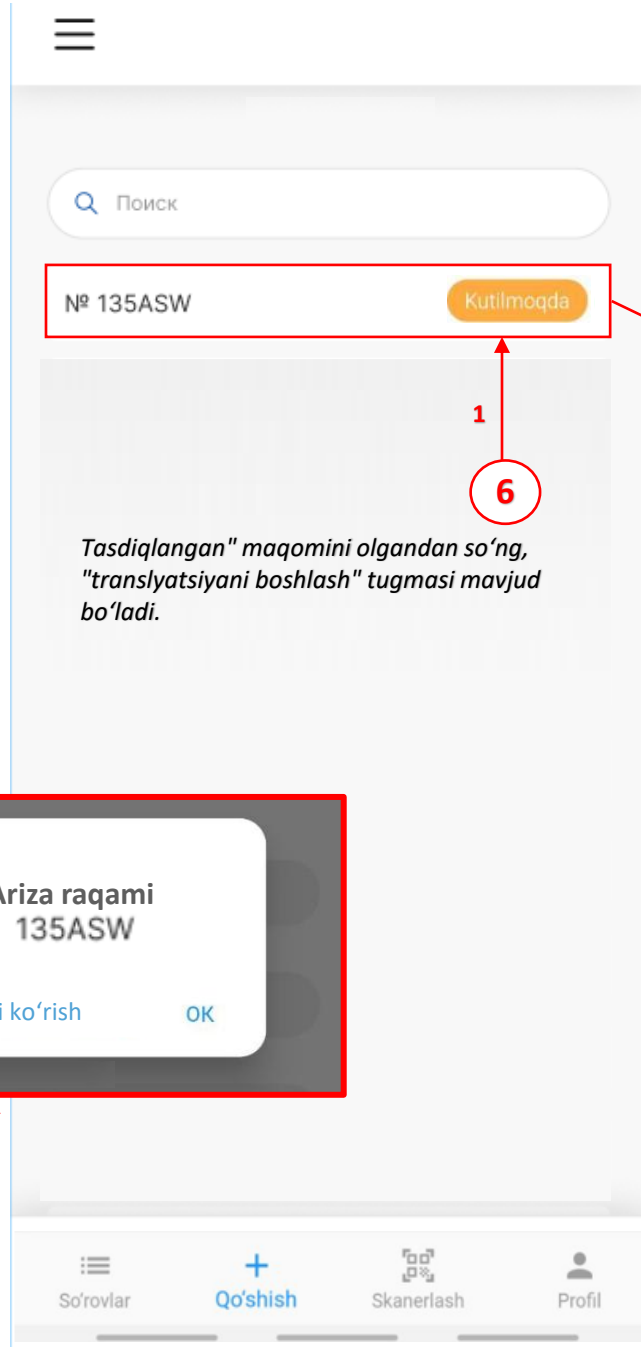 Поиск
№ 135ASW
Kutilmoqda
1
6
Tasdiqlangan" maqomini olgandan so‘ng,
"translyatsiyani boshlash" tugmasi mavjud
bo‘ladi.
Ariza raqami
135ASW
i ko‘rish OK
So‘rovlar Qo‘shish Skanerlash Profil